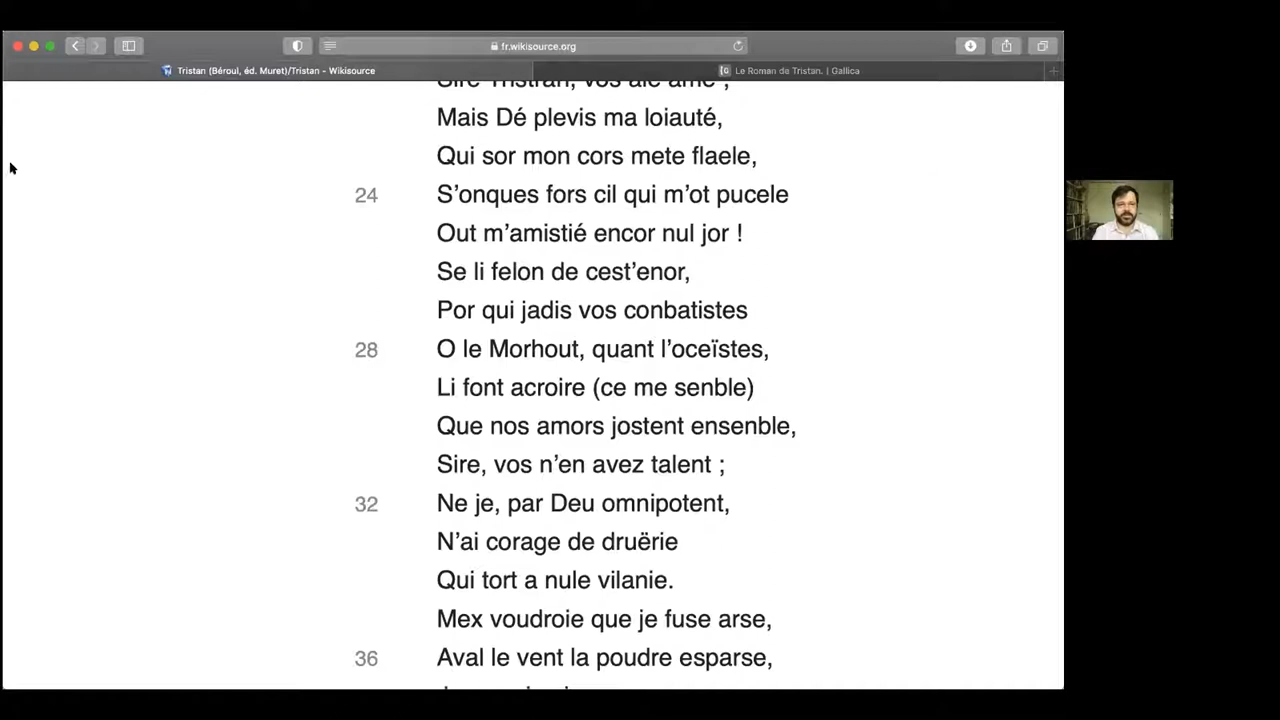 fr.wikisource.org
Tristan (Béroul, éd. Muret)/Tristan - Wikisource
Le Roman de Tristan. | Gallica
Sire Tristran, vos aie amé ;
Mais Dé plevis ma loiauté,
Qui sor mon cors mete flaele,
24 S’onques fors cil qui m’ot pucele
Out m’amistié encor nul jor !
Se li felon de cest’enor,
Por qui jadis vos conbatistes
28 O le Morhout, quant l’oceïstes,
Li font acroire (ce me senble)
Que nos amors jostent ensenble,
Sire, vos n’en avez talent ;
32 Ne je, par Deu omnipotent,
N’ai corage de druërie
Qui tort a nule vilanie.
Mex voudroie que je fuse arse,
36 Aval le vent la poudre esparse,